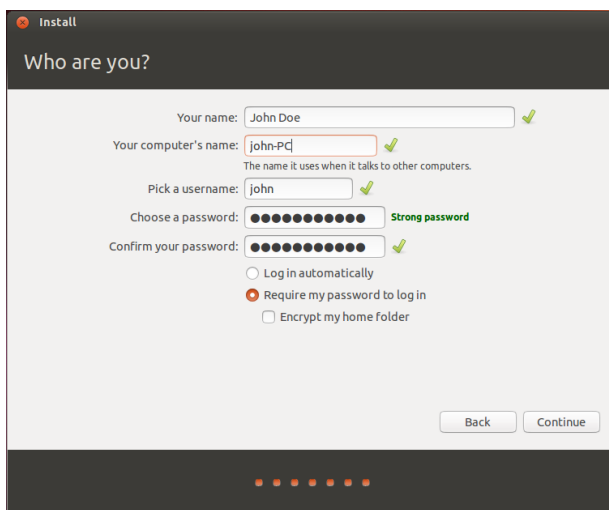 Install
Who are you?
Your name: John Doe
Your computer's name: john-PC
The name it uses when it talks to other computers.
Pick a username: john
Choose a password: ●●●●●●●●●●● Strong password
Confirm your password: ●●●●●●●●●●●
Log in automatically
Require my password to log in
Encrypt my home folder
Back Continue